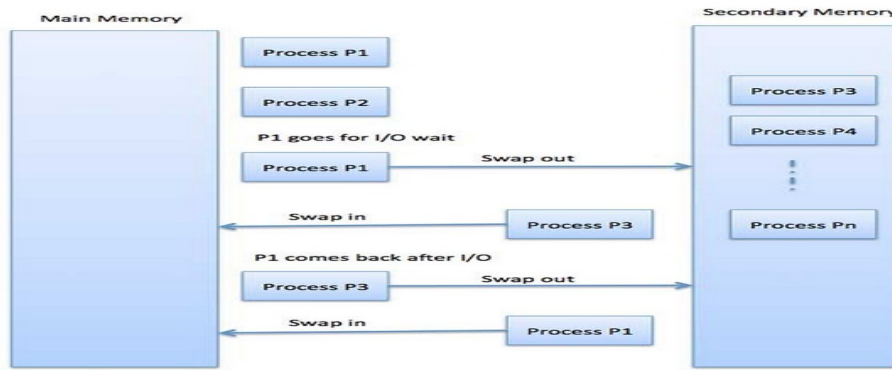 Main Memory
Secondary Memory
Process P1
Process P2
P1 goes for I/O wait
Process P1
Swap out
Swap in
Process P3
P1 comes back after I/O
Process P3
Swap out
Swap in
Process P1
Process P3
Process P4
Process Pn